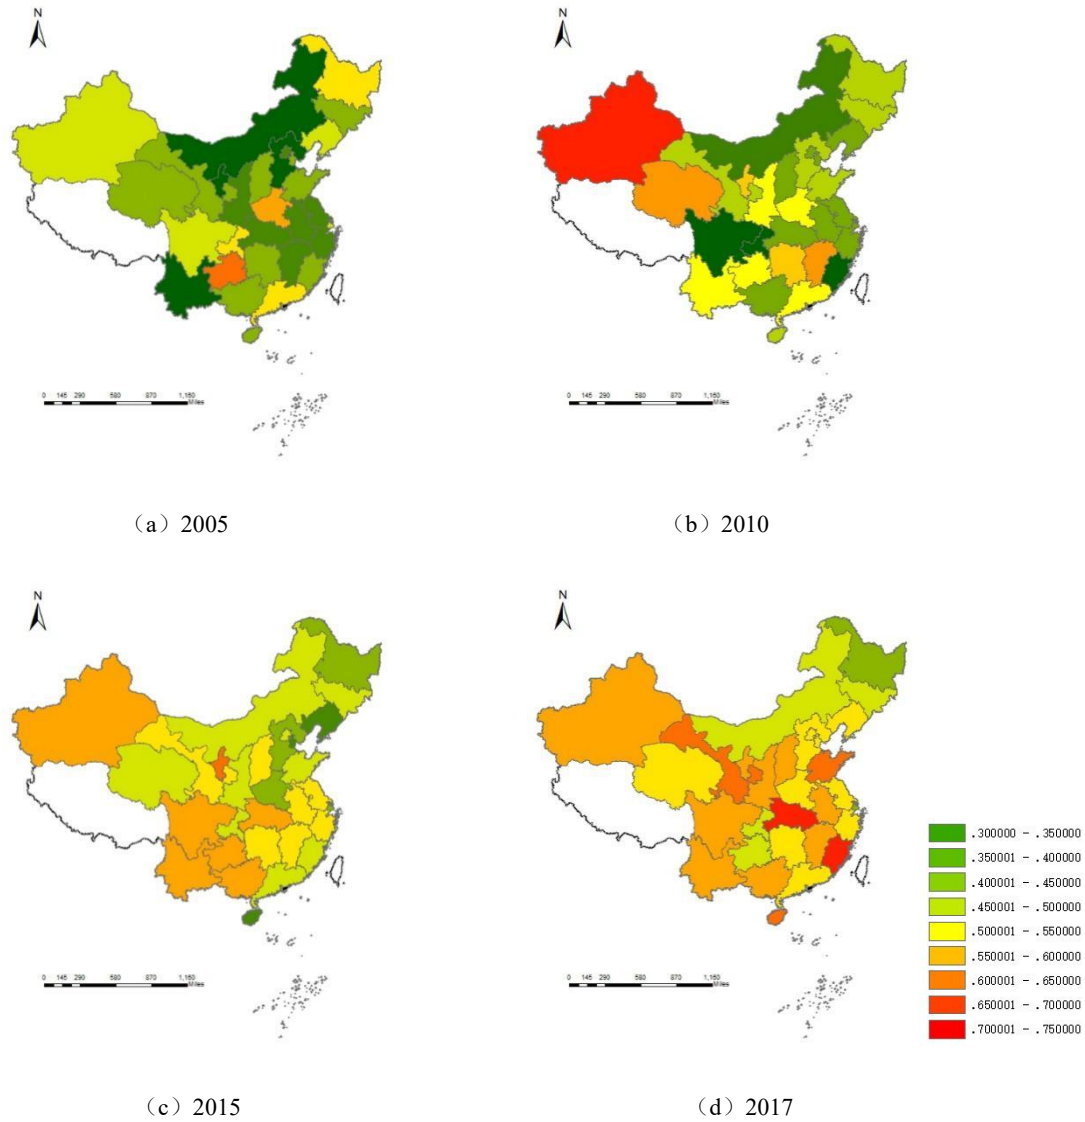 N
N
0 145 290 580 870 1,160
Miles
0 145 290 580 870 1,160
Miles
（a）2005
（b）2010
N
N
.300000 - .350000
.350001 - .400000
.400001 - .450000
.450001 - .500000
.500001 - .550000
.550001 - .600000
.600001 - .650000
.650001 - .700000
.700001 - .750000
0 145 290 580 870 1,160
Miles
0 145 290 580 870 1,160
Miles
（c）2015
（d）2017